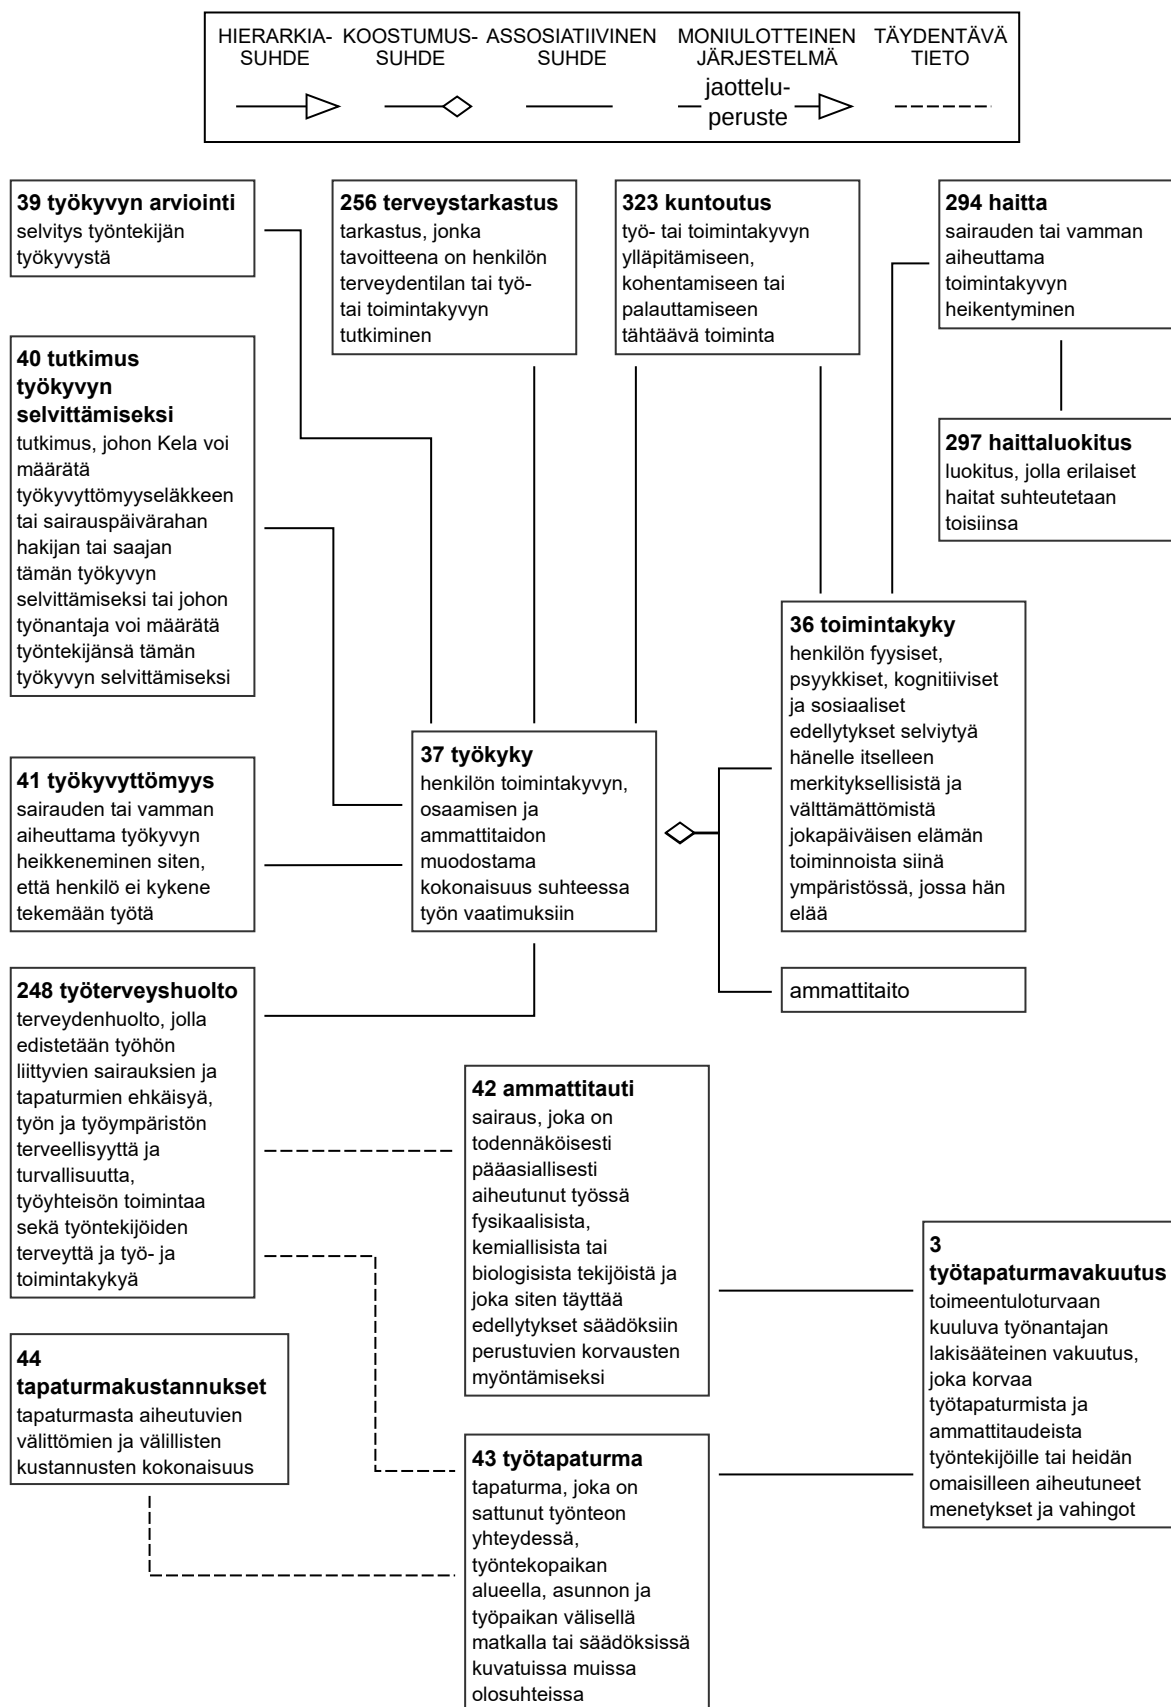 HIERARKIA-
SUHDE
KOOSTUMUS-
SUHDE
ASSOSIATIIVINEN
SUHDE
MONIULOTTEINEN
JÄRJESTELMÄ
jaottelu-
peruste
TÄYDENTÄVÄ
TIETO
39 työkyvyn arviointi
selvitys työntekijän
työkyvystä
256 terveystarkastus
tarkastus, jonka
tavoitteena on henkilön
terveydentilan tai työ-
tai toimintakyvyn
tutkiminen
323 kuntoutus
työ- tai toimintakyvyn
ylläpitämiseen,
kohentamiseen tai
palauttamiseen
tähtäävä toiminta
294 haitta
sairauden tai vamman
aiheuttama
toimintakyvyn
heikentyminen
40 tutkimus
työkyvyn
selvittämiseksi
tutkimus, johon Kela voi
määrätä
työkyvyttömyyseläkkeen
tai sairauspäivärahan
hakijan tai saajan
tämän työkyvyn
selvittämiseksi tai johon
työnantaja voi määrätä
työntekijänsä tämän
työkyvyn selvittämiseksi
297 haittaluokitus
luokitus, jolla erilaiset
haitat suhteutetaan
toisiinsa
36 toimintakyky
henkilön fyysiset,
psyykkiset, kognitiiviset
ja sosiaaliset
edellytykset selviytyä
hänelle itselleen
merkityksellisistä ja
välttämättömistä
jokapäiväisen elämän
toiminnoista siinä
ympäristössä, jossa hän
elää
37 työkyky
henkilön toimintakyvyn,
osaamisen ja
ammattitaidon
muodostama
kokonaisuus suhteessa
työn vaatimuksiin
41 työkyvyttömyys
sairauden tai vamman
aiheuttama työkyvyn
heikkeneminen siten,
että henkilö ei kykene
tekemään työtä
ammattitaito
248 työterveyshuolto
terveydenhuolto, jolla
edistetään työhön
liittyvien sairauksien ja
tapaturmien ehkäisyä,
työn ja työympäristön
terveellisyyttä ja
turvallisuutta,
työyhteisön toimintaa
sekä työntekijöiden
terveyttä ja työ- ja
toimintakykyä
42 ammattitauti
sairaus, joka on
todennäköisesti
pääasiallisesti
aiheutunut työssä
fysikaalisista,
kemiallisista tai
biologisista tekijöistä ja
joka siten täyttää
edellytykset säädöksiin
perustuvien korvausten
myöntämiseksi
3
työtapaturmavakuutus
toimeentuloturvaan
kuuluva työnantajan
lakisääteinen vakuutus,
joka korvaa
työtapaturmista ja
ammattitaudeista
työntekijöille tai heidän
omaisilleen aiheutuneet
menetykset ja vahingot
44
tapaturmakustannukset
tapaturmasta aiheutuvien
välittömien ja välillisten
kustannusten kokonaisuus
43 työtapaturma
tapaturma, joka on
sattunut työnteon
yhteydessä,
työntekopaikan
alueella, asunnon ja
työpaikan välisellä
matkalla tai säädöksissä
kuvatuissa muissa
olosuhteissa